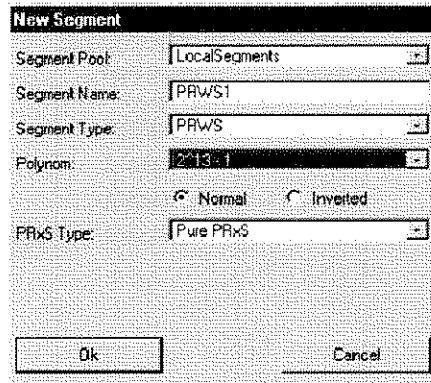 New Segment
Segment Pool: LocalSegments
Segment Name: PRWS1
Segment Type: PRWS
Polynom: 2^13 - 1
Normal Inverted
PRxS Type: Pure PRxS
Ok Cancel